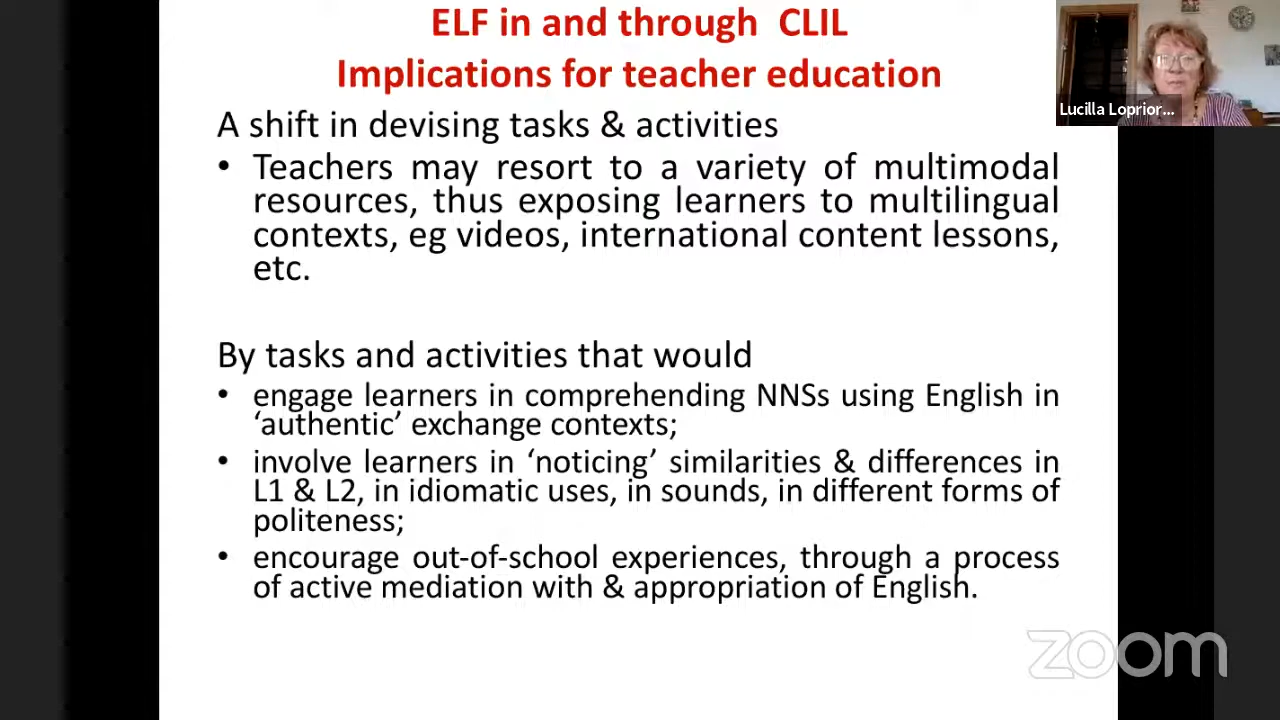 ELF in and through CLIL
Implications for teacher education
A shift in devising tasks & activities
• Teachers may resort to a variety of multimodal
resources, thus exposing learners to multilingual
contexts, eg videos, international content lessons,
etc.
By tasks and activities that would
• engage learners in comprehending NNSs using English in
‘authentic’ exchange contexts;
• involve learners in ‘noticing’ similarities & differences in
L1 & L2, in idiomatic uses, in sounds, in different forms of
politeness;
• encourage out-of-school experiences, through a process
of active mediation with & appropriation of English.
Lucilla Loprior...
zoom